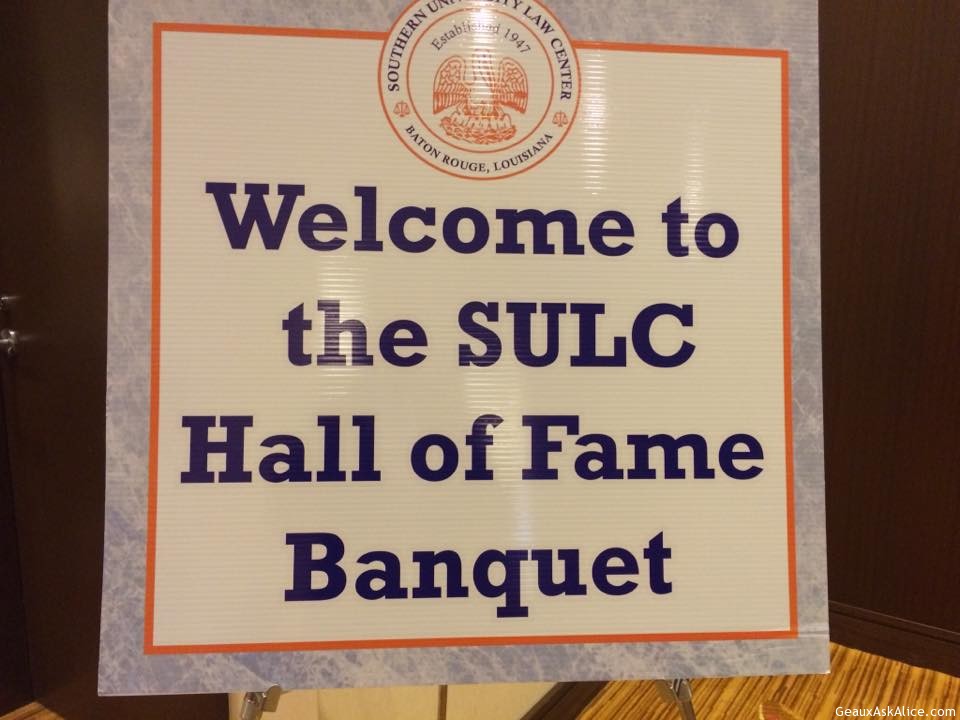 SOUTHERN UNIVERSITY LAW CENTER
Established 1947
BATON ROUGE, LOUISIANA
Welcome to
the SULC
Hall of Fame
Banquet
GeauxAskAlice.com